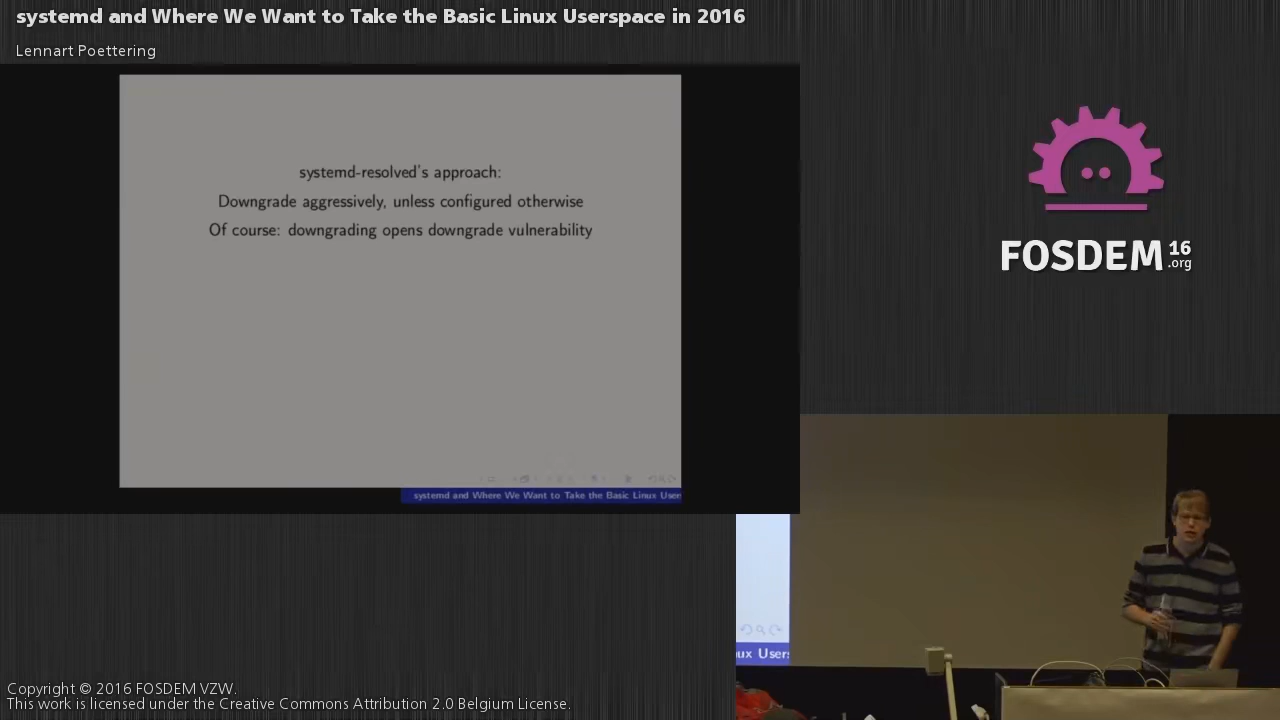 systemd and Where We Want to Take the Basic Linux Userspace in 2016
Lennart Poettering
systemd-resolved's approach:
Downgrade aggressively, unless configured otherwise
Of course: downgrading opens downgrade vulnerability
systemd and Where We Want to Take the Basic Linux User
FOSDEM 16 .org
ux Users
Copyright © 2016 FOSDEM VZW.
This work is licensed under the Creative Commons Attribution 2.0 Belgium License.